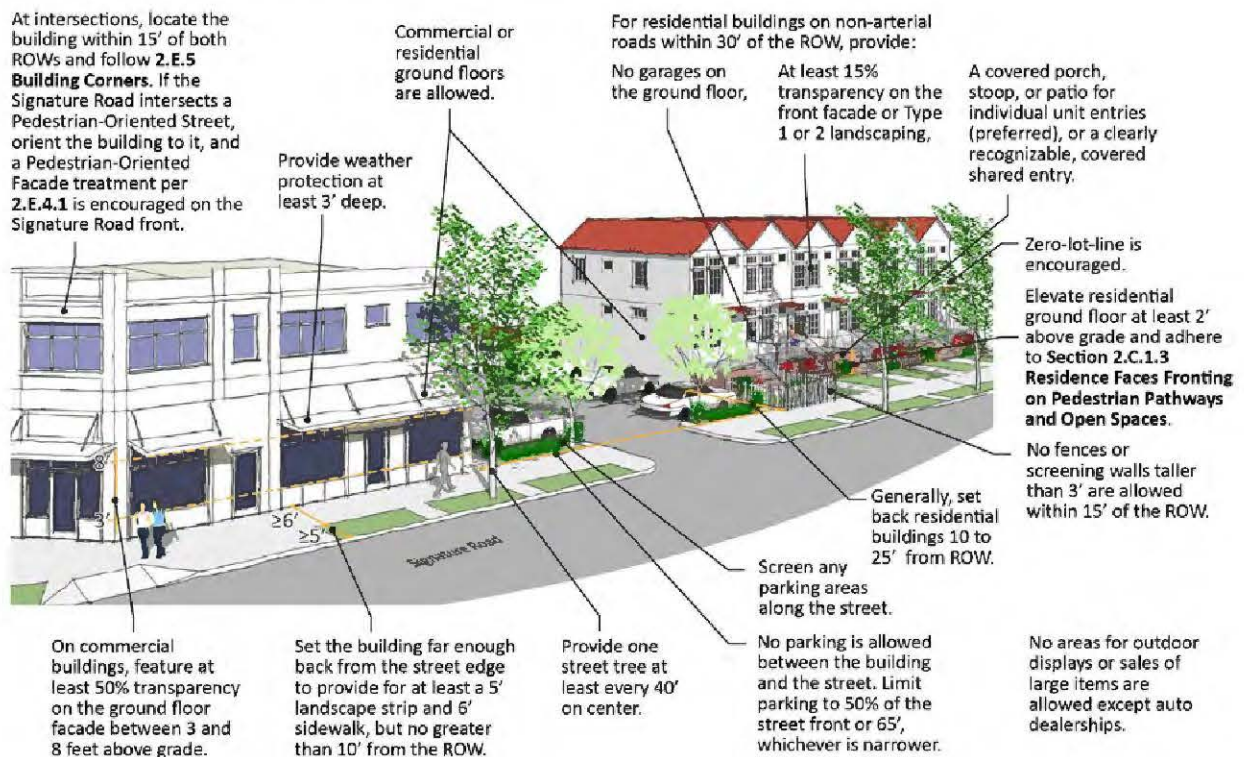 At intersections, locate the
building within 15' of both
ROWs and follow 2.E.5
Building Corners. If the
Signature Road intersects a
Pedestrian-Oriented Street,
orient the building to it, and
a Pedestrian-Oriented
Facade treatment per
2.E.4.1 is encouraged on the
Signature Road front.
Provide weather
protection at
least 3' deep.
Commercial or
residential
ground floors
are allowed.
For residential buildings on non-arterial
roads within 30' of the ROW, provide:
No garages on
the ground floor,
At least 15%
transparency on the
front facade or Type
1 or 2 landscaping,
A covered porch,
stoop, or patio for
individual unit entries
(preferred), or a clearly
recognizable, covered
shared entry.
Zero-lot-line is
encouraged.
Elevate residential
ground floor at least 2'
above grade and adhere
to Section 2.C.1.3
Residence Faces Fronting
on Pedestrian Pathways
and Open Spaces.
No fences or
screening walls taller
than 3' are allowed
within 15' of the ROW.
Generally, set
back residential
buildings 10 to
25' from ROW.
Screen any
parking areas
along the street.
8'
3'
≥6'
≥5'
Signature Road
On commercial
buildings, feature at
least 50% transparency
on the ground floor
facade between 3 and
8 feet above grade.
Set the building far enough
back from the street edge
to provide for at least a 5'
landscape strip and 6'
sidewalk, but no greater
than 10' from the ROW.
Provide one
street tree at
least every 40'
on center.
No parking is allowed
between the building
and the street. Limit
parking to 50% of the
street front or 65',
whichever is narrower.
No areas for outdoor
displays or sales of
large items are
allowed except auto
dealerships.